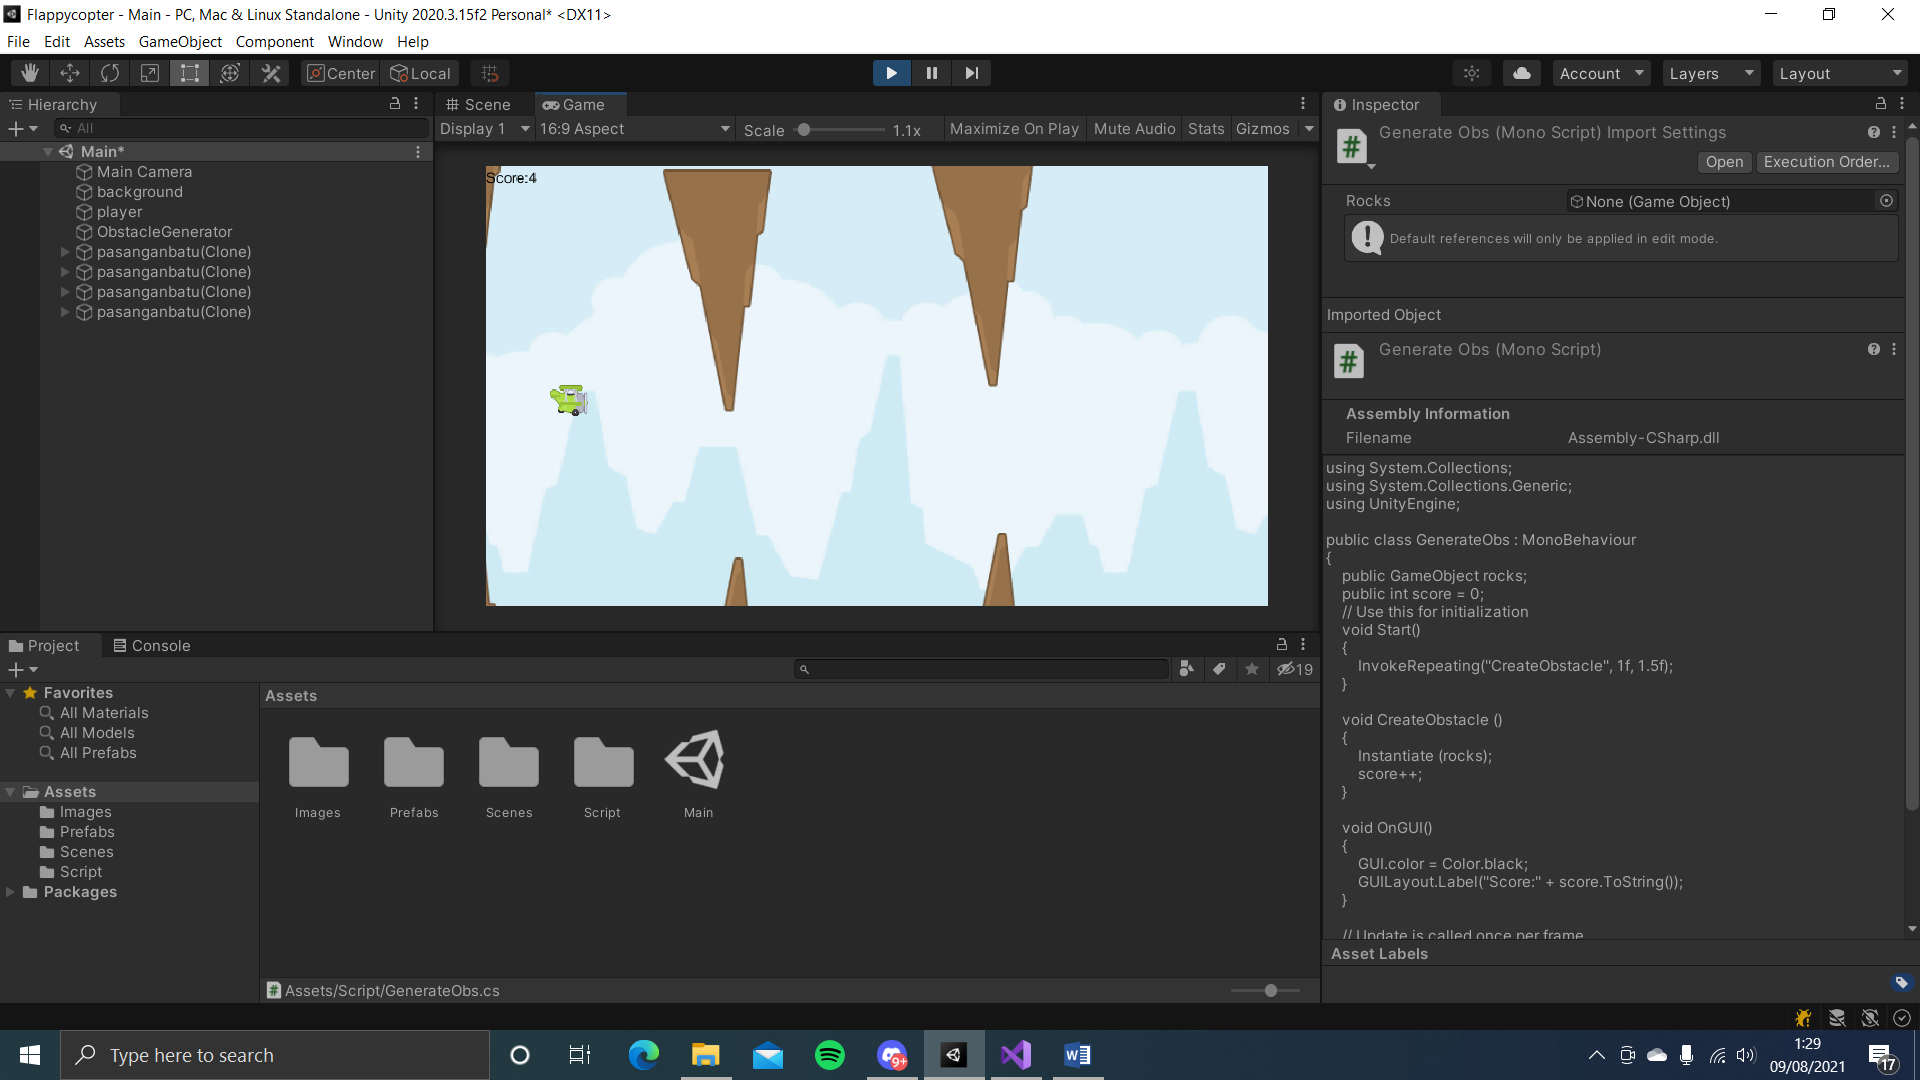 Flappycopter - Main - PC, Mac & Linux Standalone - Unity 2020.3.15f2 Personal* <DX11>
File Edit Assets GameObject Component Window Help
Center Local Account Layers Layout
Hierarchy
All
Main*
Main Camera
background
player
ObstacleGenerator
pasanganbatu(Clone)
pasanganbatu(Clone)
pasanganbatu(Clone)
pasanganbatu(Clone)
Scene Game
Display 1 16:9 Aspect Scale 1.1x Maximize On Play Mute Audio Stats Gizmos
Score:4
Inspector
Generate Obs (Mono Script) Import Settings
Open Execution Order...
Rocks None (Game Object)
Default references will only be applied in edit mode.
Imported Object
Generate Obs (Mono Script)
Assembly Information
Filename Assembly-CSharp.dll
using System.Collections;
using System.Collections.Generic;
using UnityEngine;
public class GenerateObs : MonoBehaviour
{
public GameObject rocks;
public int score = 0;
// Use this for initialization
void Start()
{
InvokeRepeating("CreateObstacle", 1f, 1.5f);
}
void CreateObstacle ()
{
Instantiate (rocks);
score++;
}
void OnGUI()
{
GUI.color = Color.black;
GUILayout.Label("Score:" + score.ToString());
}
// Update is called once per frame
Asset Labels
Project Console
19
Favorites
All Materials
All Models
All Prefabs
Assets
Images
Prefabs
Scenes
Script
Packages
Assets
Images Prefabs Scenes Script Main
Assets/Script/GenerateObs.cs
Type here to search
9+
1:29
09/08/2021
17